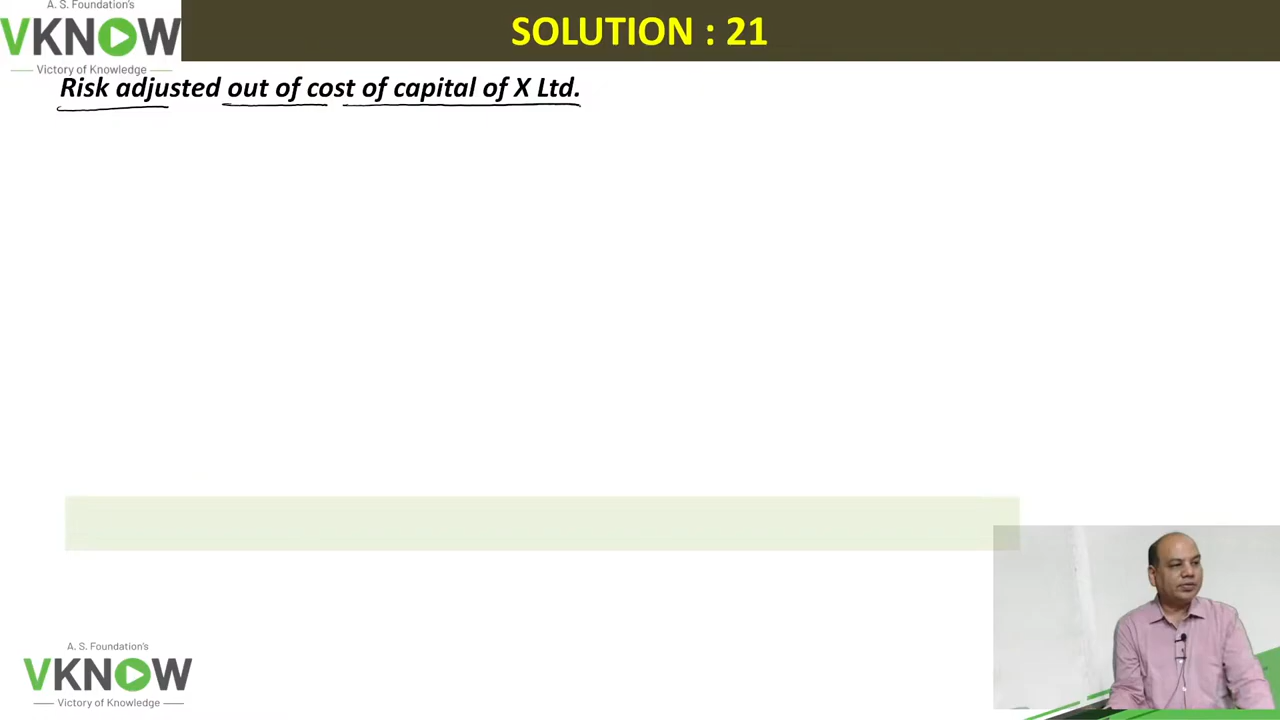 A. S. Foundation's
VKNOW
Victory of Knowledge
SOLUTION : 21
Risk adjusted out of cost of capital of X Ltd.
A. S. Foundation's
VKNOW
Victory of Knowledge